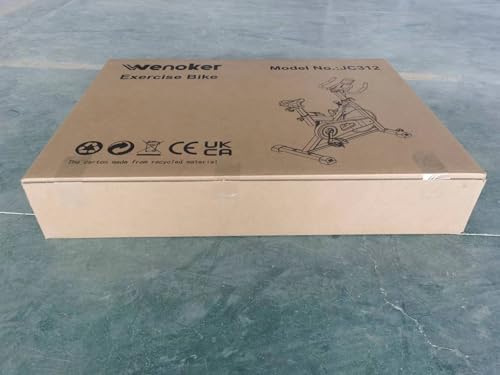 Wenoker
Model No.:JC312
Exercise Bike
CE UK
CA
The carton made from recycled material